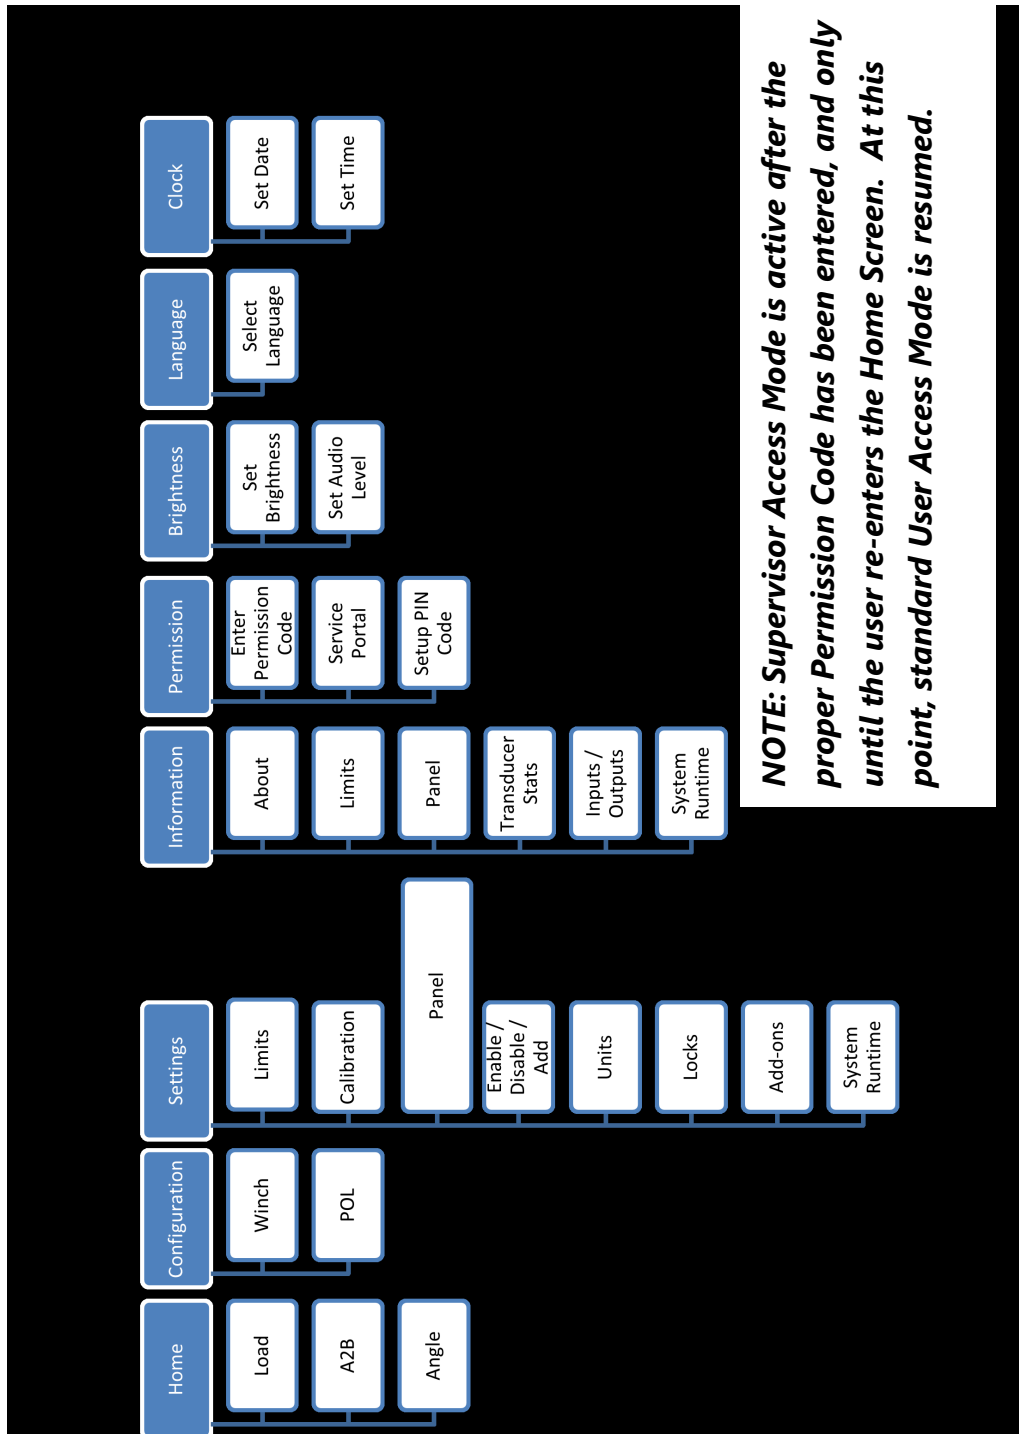 Home
Load
A2B
Angle
Configuration
Winch
POL
Settings
Limits
Calibration
Panel
Enable /
Disable /
Add
Units
Locks
Add-ons
System
Runtime
Information
About
Limits
Panel
Transducer
Stats
Inputs /
Outputs
System
Runtime
Permission
Enter
Permission
Code
Service
Portal
Setup PIN
Code
Brightness
Set
Brightness
Set Audio
Level
Language
Select
Language
Clock
Set Date
Set Time
NOTE: Supervisor Access Mode is active after the
proper Permission Code has been entered, and only
until the user re-enters the Home Screen.  At this
point, standard User Access Mode is resumed.